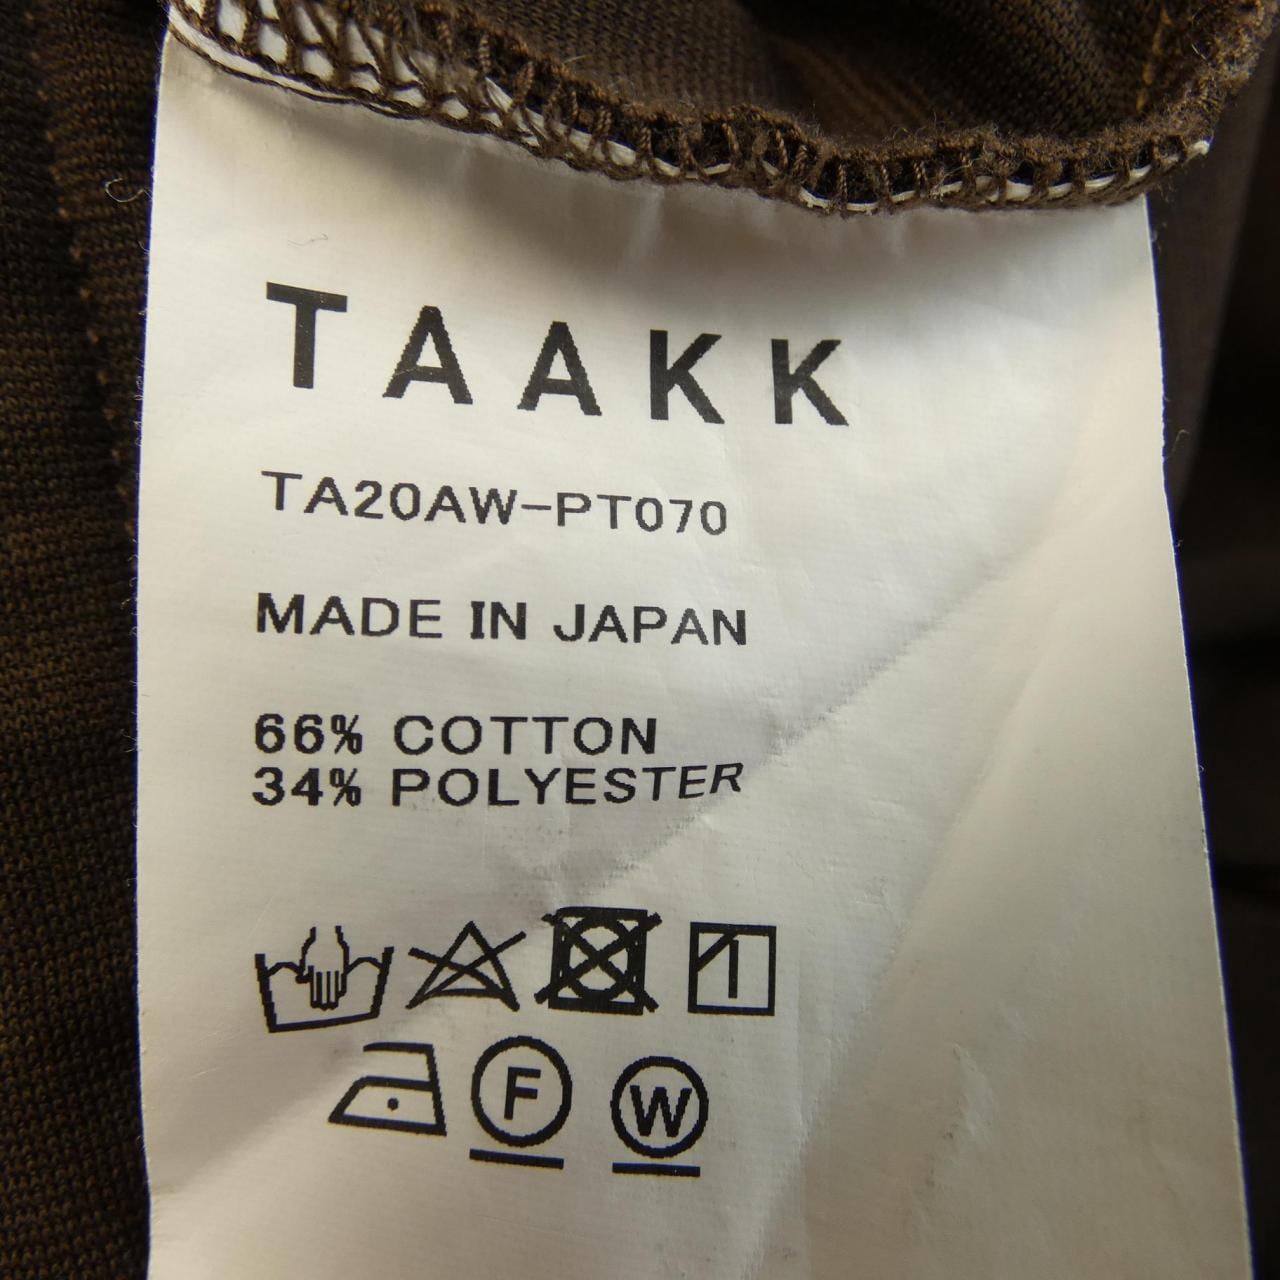 TAAKK
TA20AW-PT070
MADE IN JAPAN
66% COTTON
34% POLYESTER
F W